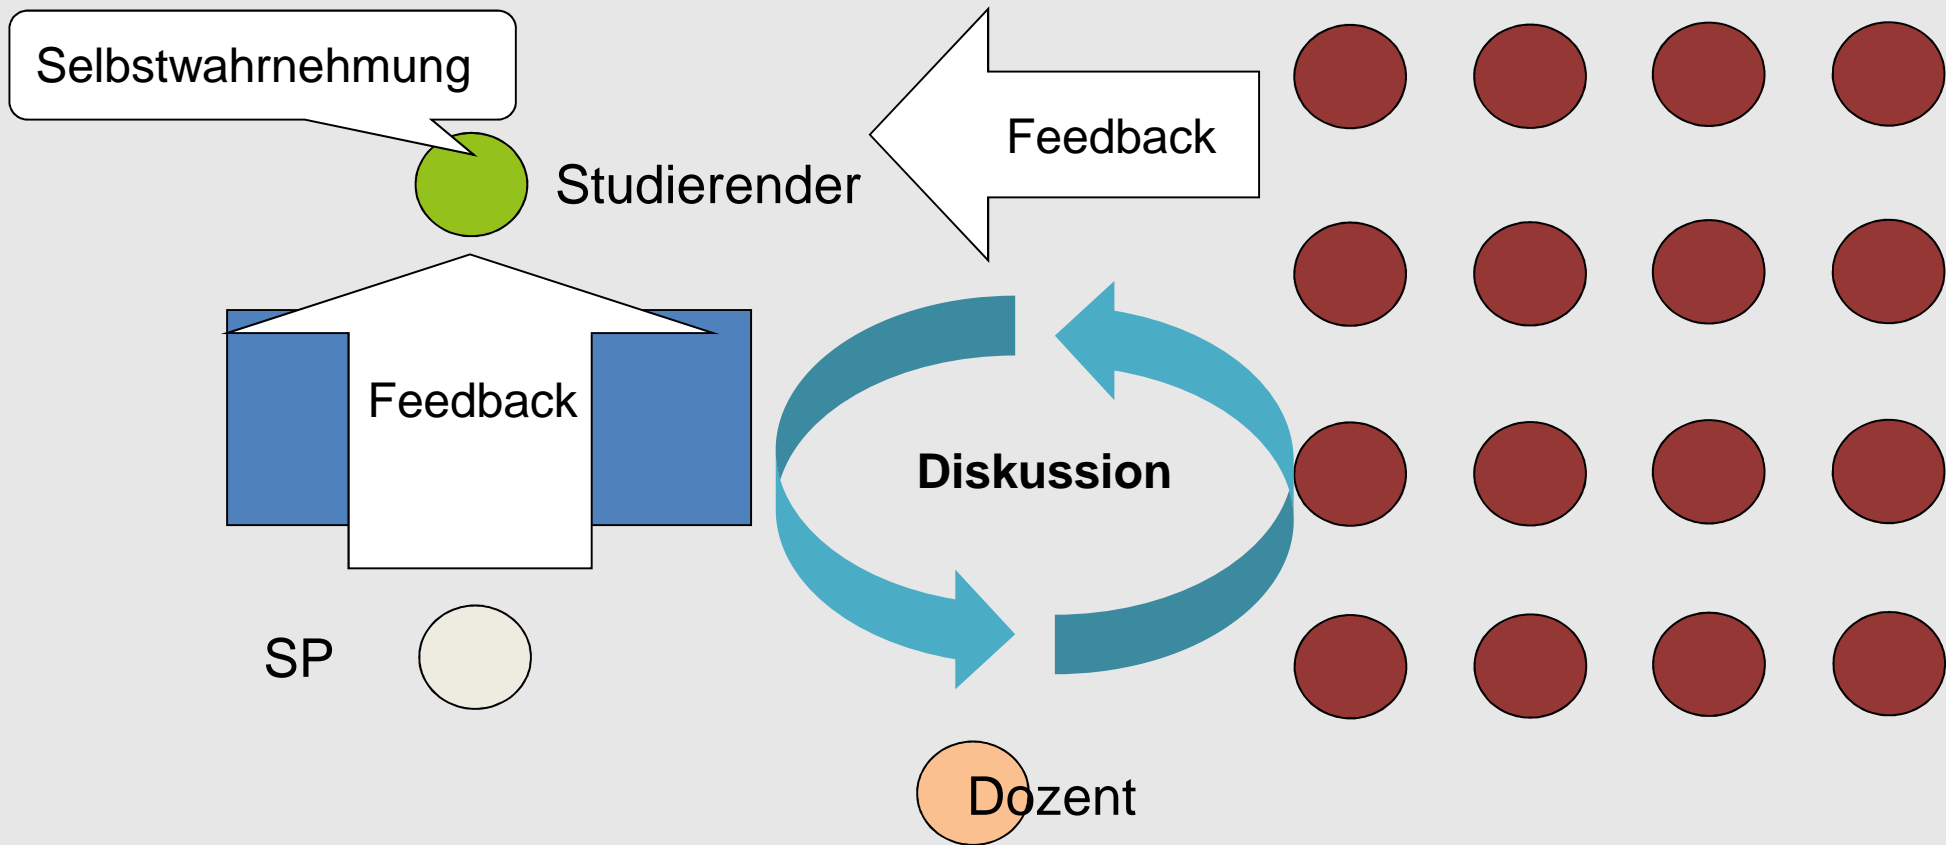 Selbstwahrnehmung
Feedback
Studierender
Feedback
Diskussion
SP
Dozent